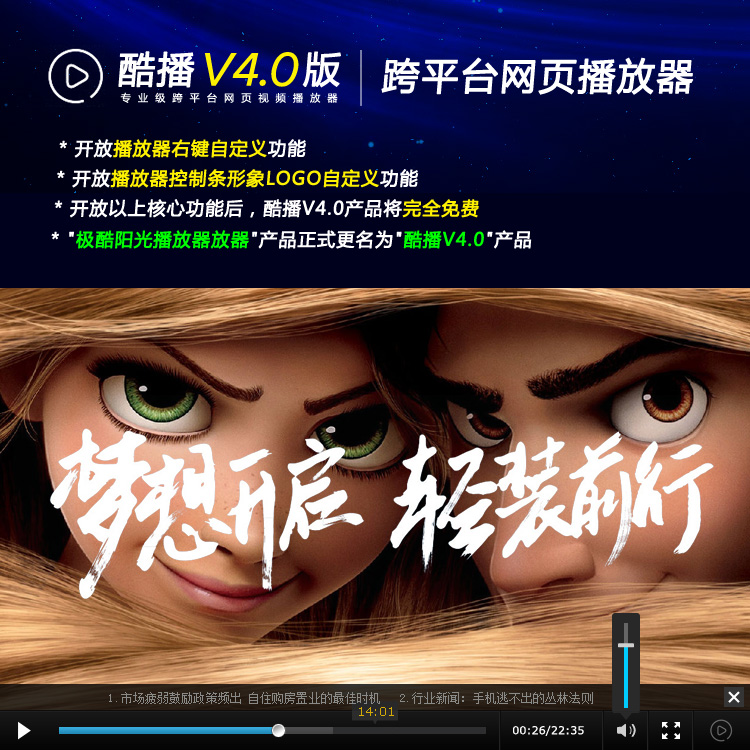 酷播 V4.0版
专业级跨平台网页视频播放器
跨平台网页播放器
* 开放播放器右键自定义功能
* 开放播放器控制条形象LOGO自定义功能
* 开放以上核心功能后，酷播V4.0产品将完全免费
* "极酷阳光播放器放器"产品正式更名为"酷播V4.0"产品
梦想开启 轻装前行
1. 市场疲弱鼓励政策频出 自住购房置业的最佳时机 2. 行业新闻：手机逃不出的丛林法则
14:01
00:26/22:35